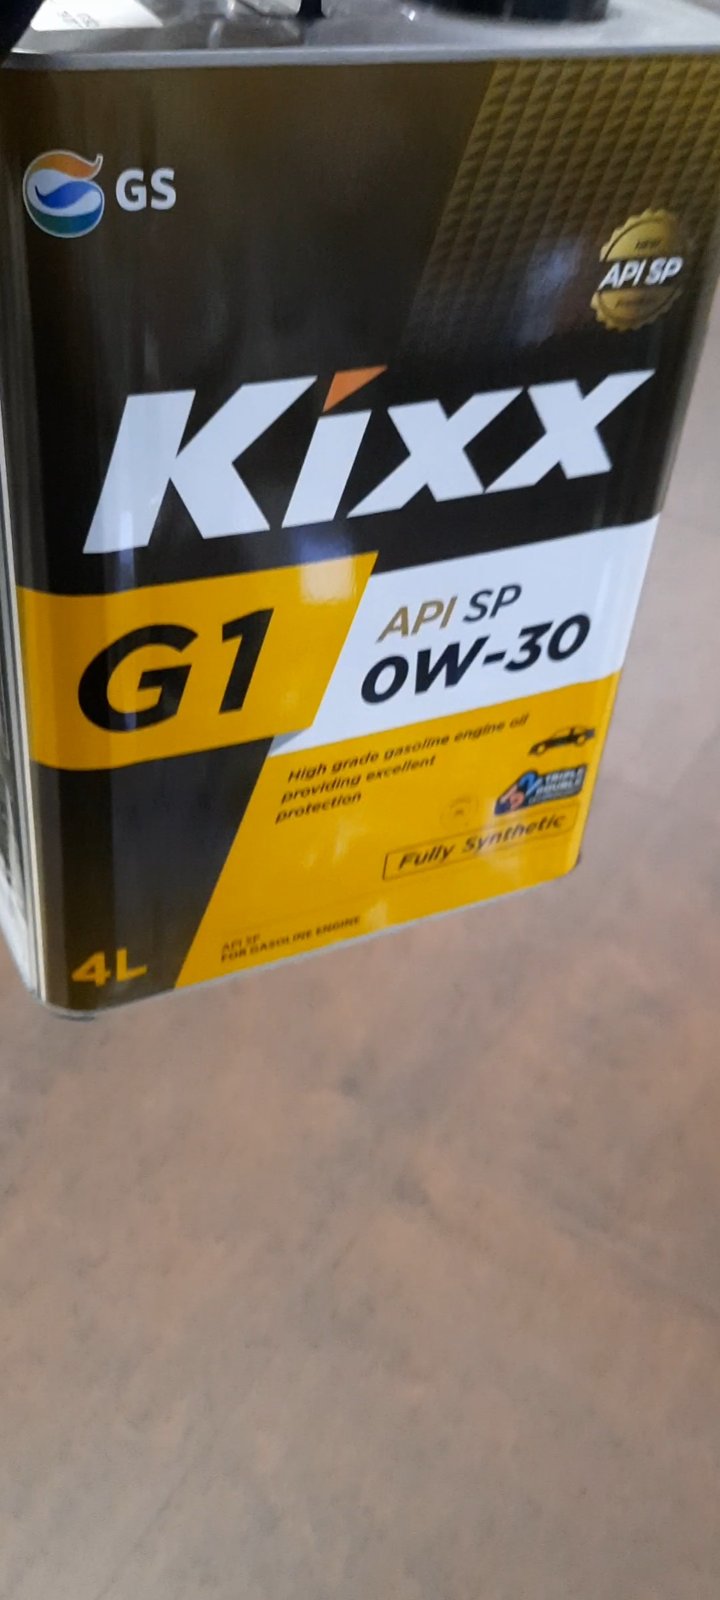 GS
API SP
Kixx
G1
API SP
0W-30
High grade gasoline engine oil
providing excellent
protection
TRIPLE
DOUBLE
Fully Synthetic
API SP
FOR GASOLINE ENGINE
4L